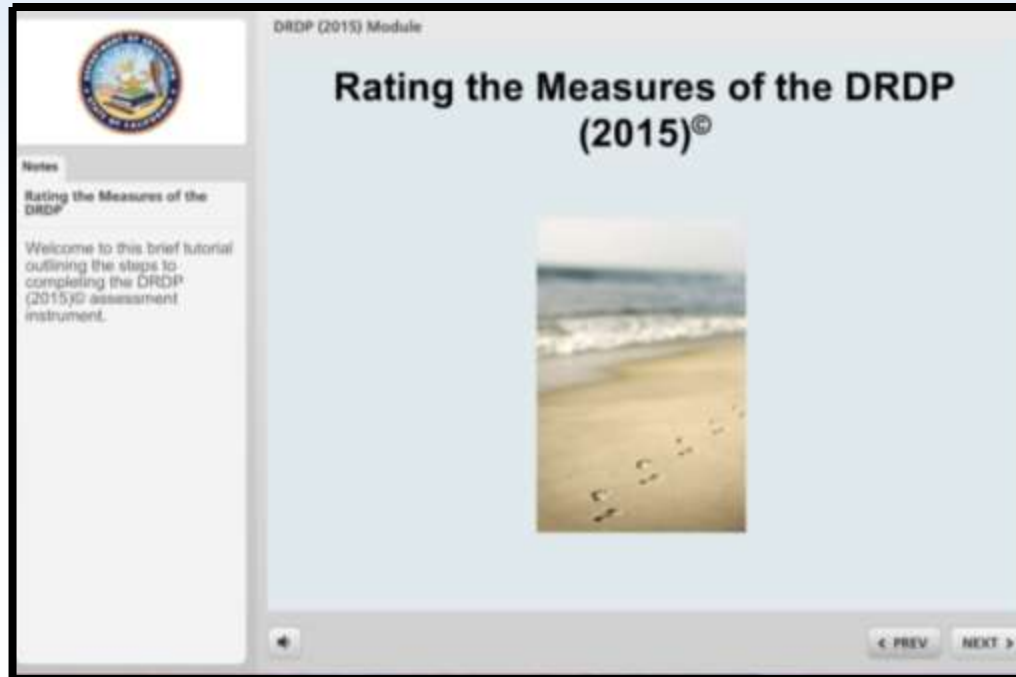 DRDP (2015) Module
Rating the Measures of the DRDP
(2015)©
Notes
Rating the Measures of the
DRDP
Welcome to this brief tutorial
outlining the steps to
completing the DRDP
(2015)© assessment
instrument.
< PREV
NEXT >